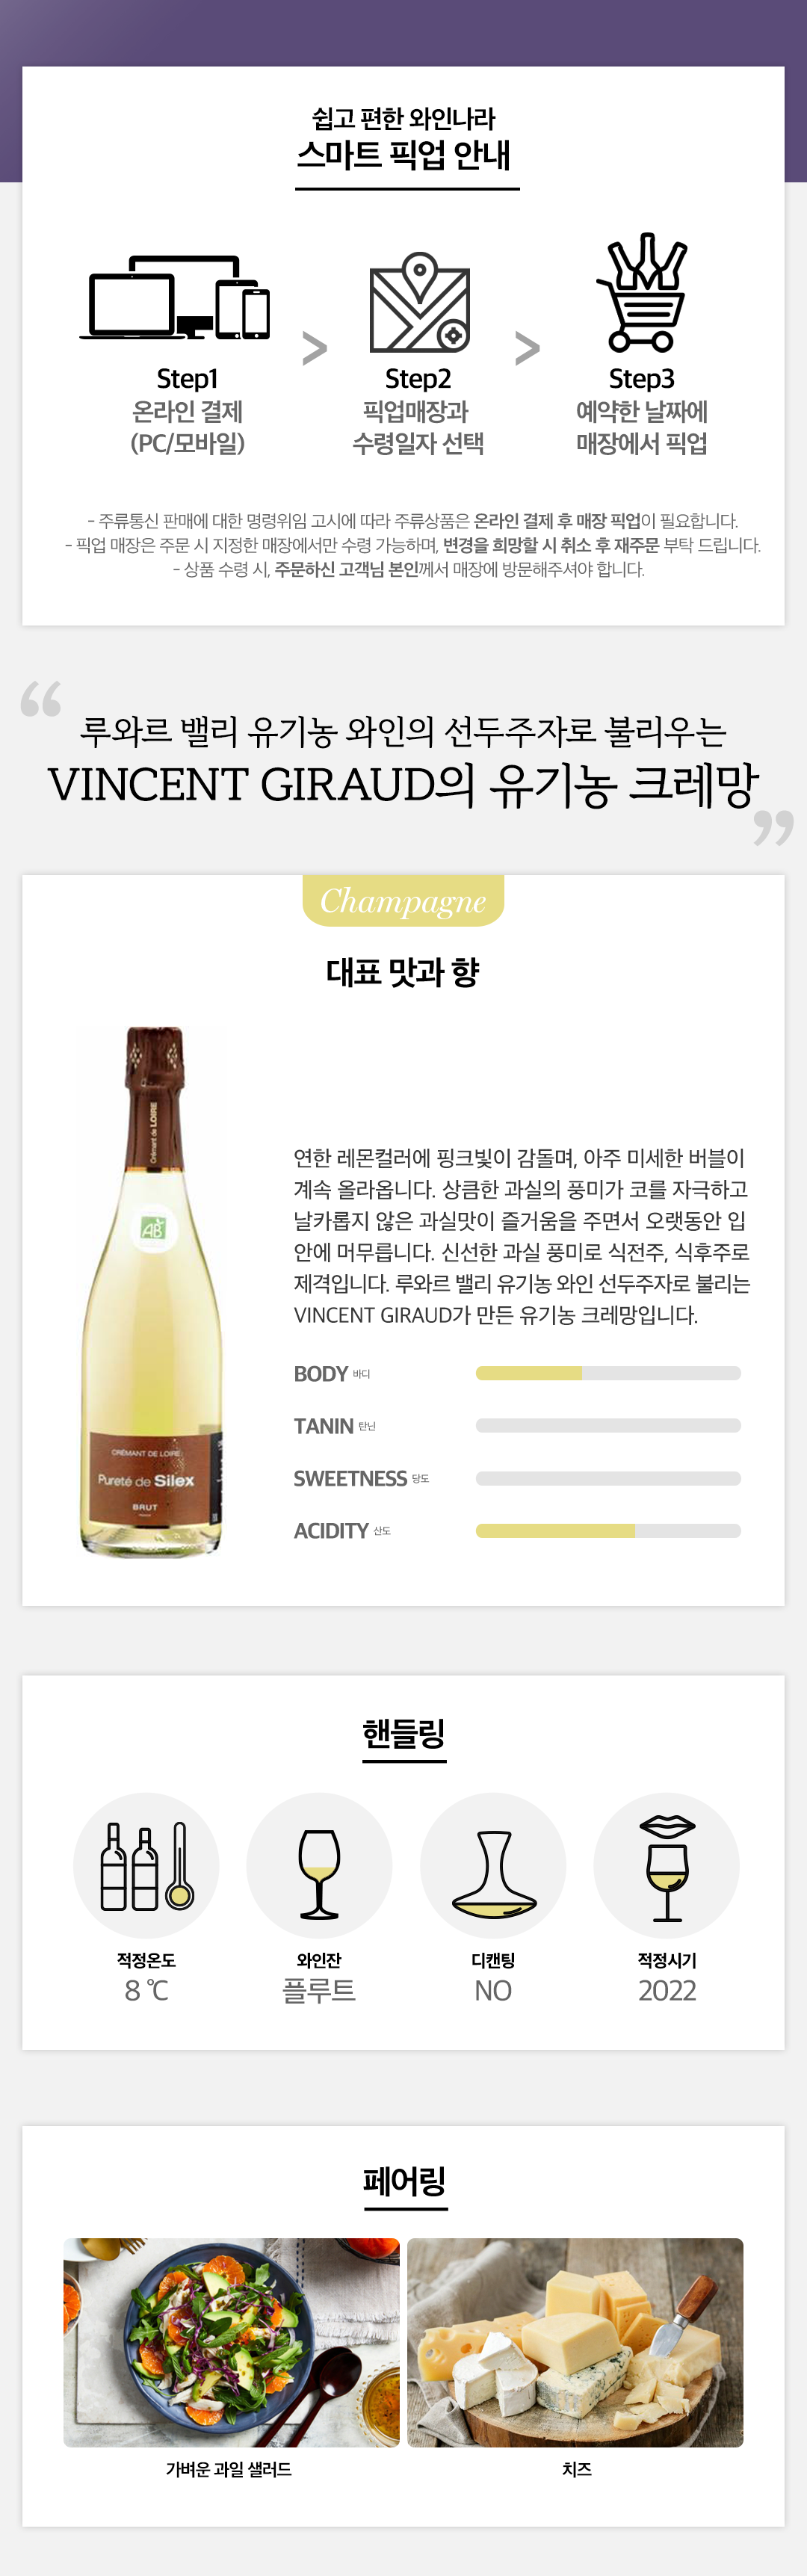 쉽고 편한 와인나라
스마트 픽업 안내
Step1
온라인 결제
(PC/모바일)
>
Step2
픽업매장과
수령일자 선택
>
Step3
예약한 날짜에
매장에서 픽업
- 주류통신 판매에 대한 명령위임 고시에 따라 주류상품은 온라인 결제 후 매장 픽업이 필요합니다.
- 픽업 매장은 주문 시 지정한 매장에서만 수령 가능하며, 변경을 희망할 시 취소 후 재주문 부탁 드립니다.
- 상품 수령 시, 주문하신 고객님 본인께서 매장에 방문해주셔야 합니다.
“
루와르 밸리 유기농 와인의 선두주자로 불리우는
VINCENT GIRAUD의 유기농 크레망
”
Champagne
대표 맛과 향
Crémant de LOIRE
AB
CRÉMANT DE LOIRE
Pureté de Silex
BRUT
연한 레몬컬러에 핑크빛이 감돌며, 아주 미세한 버블이
계속 올라옵니다. 상큼한 과실의 풍미가 코를 자극하고
날카롭지 않은 과실맛이 즐거움을 주면서 오랫동안 입
안에 머무릅니다. 신선한 과실 풍미로 식전주, 식후주로
제격입니다. 루와르 밸리 유기농 와인 선두주자로 불리는
VINCENT GIRAUD가 만든 유기농 크레망입니다.
BODY 바디
TANIN 탄닌
SWEETNESS 당도
ACIDITY 산도
핸들링
적정온도
8 ℃
와인잔
플루트
디캔팅
NO
적정시기
2022
페어링
가벼운 과일 샐러드
치즈